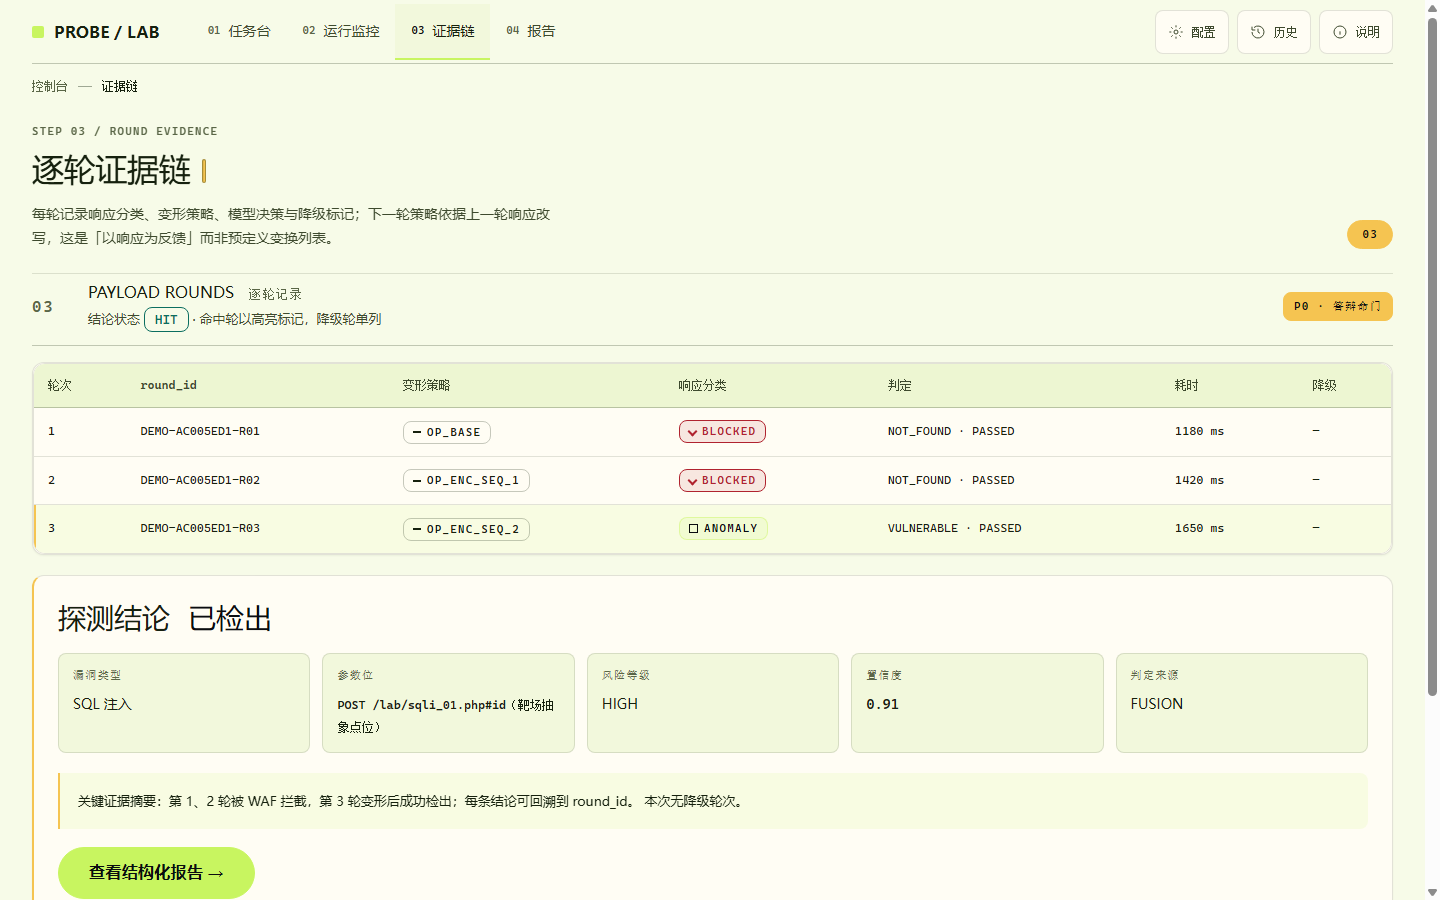 PROBE / LAB
01 任务台
02 运行监控
03 证据链
04 报告
配置
历史
说明
控制台 — 证据链
STEP 03 / ROUND EVIDENCE
逐轮证据链
每轮记录响应分类、变形策略、模型决策与降级标记；下一轮策略依据上一轮响应改
写，这是「以响应为反馈」而非预定义变换列表。
03
03
PAYLOAD ROUNDS 逐轮记录
结论状态 HIT · 命中轮以高亮标记，降级轮单列
P0 · 答辩命门
轮次 round_id 变形策略 响应分类 判定 耗时 降级
1 DEMO-AC005ED1-R01 OP_BASE BLOCKED NOT_FOUND · PASSED 1180 ms —
2 DEMO-AC005ED1-R02 OP_ENC_SEQ_1 BLOCKED NOT_FOUND · PASSED 1420 ms —
3 DEMO-AC005ED1-R03 OP_ENC_SEQ_2 ANOMALY VULNERABLE · PASSED 1650 ms —
探测结论 已检出
漏洞类型
SQL 注入
参数位
POST /lab/sqli_01.php#id（靶场抽
象点位）
风险等级
HIGH
置信度
0.91
判定来源
FUSION
关键证据摘要：第 1、2 轮被 WAF 拦截，第 3 轮变形后成功检出；每条结论可回溯到 round_id。 本次无降级轮次。
查看结构化报告 →